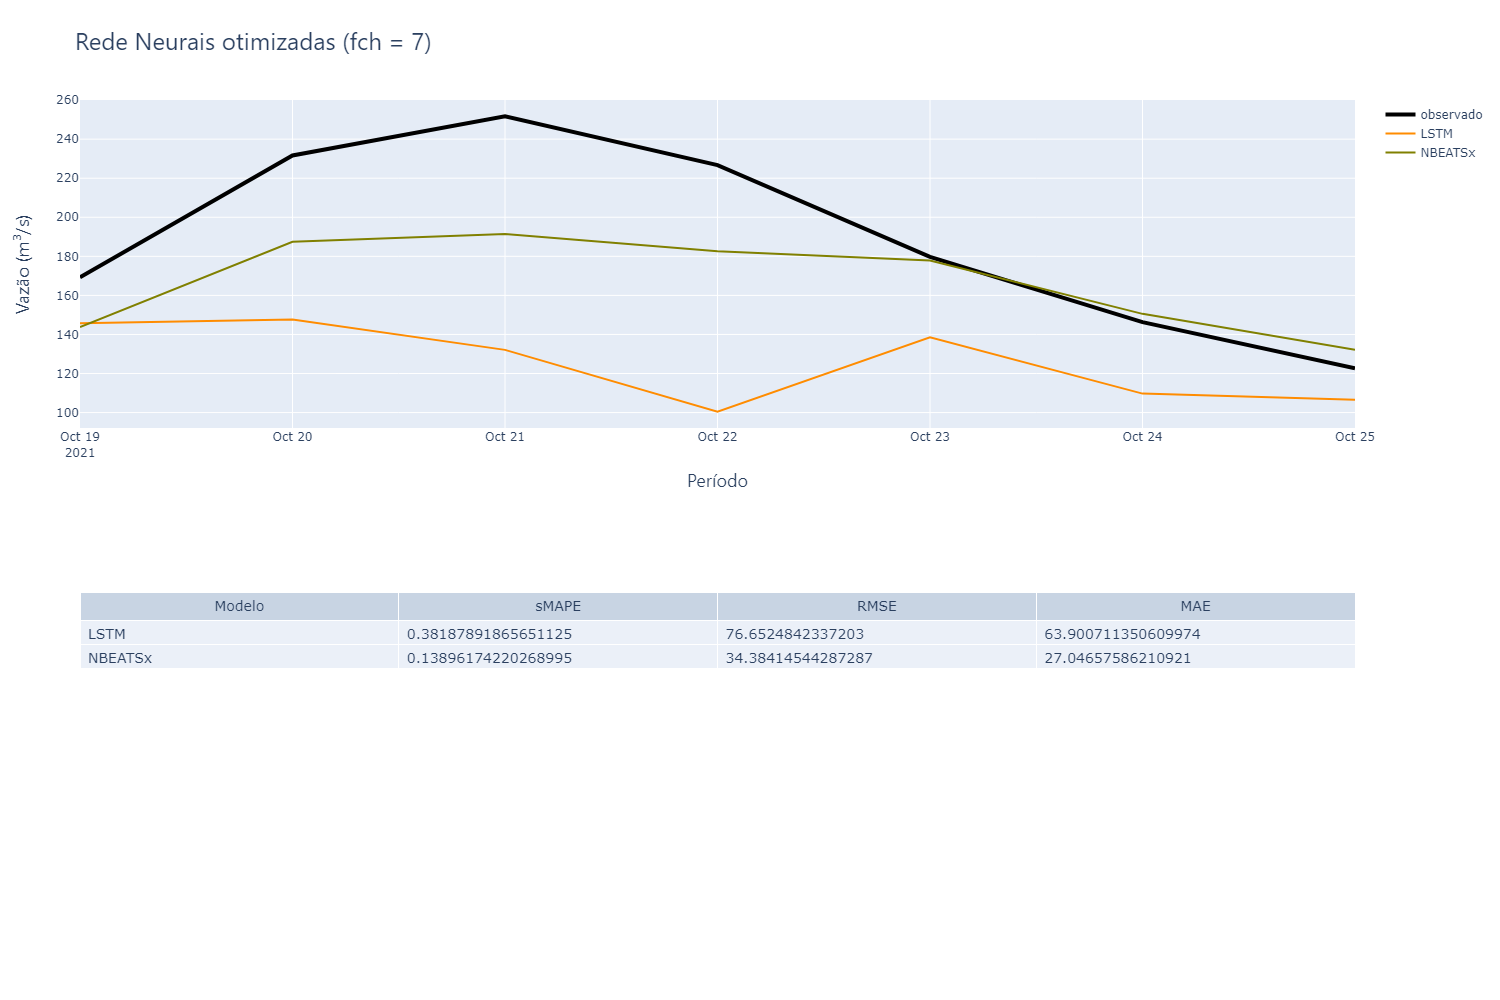 Rede Neurais otimizadas (fch = 7)
260
240
220
200
180
160
140
120
100
Vazão (m³/s)
Oct 19
2021
Oct 20
Oct 21
Oct 22
Oct 23
Oct 24
Oct 25
Período
observado
LSTM
NBEATSx
Modelo sMAPE RMSE MAE
LSTM 0.38187891865651125 76.6524842337203 63.900711350609974
NBEATSx 0.13896174220268995 34.38414544287287 27.04657586210921